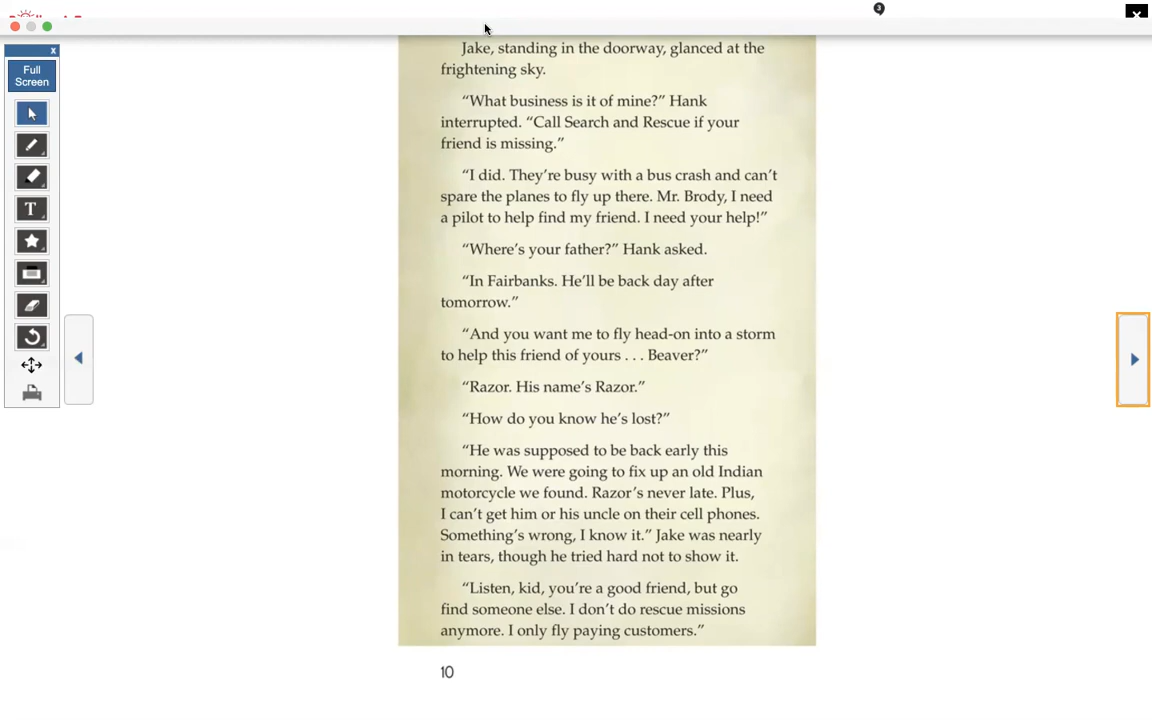 3
x
Full
Screen
T
Jake, standing in the doorway, glanced at the
frightening sky.
“What business is it of mine?” Hank
interrupted. “Call Search and Rescue if your
friend is missing.”
“I did. They’re busy with a bus crash and can’t
spare the planes to fly up there. Mr. Brody, I need
a pilot to help find my friend. I need your help!”
“Where’s your father?” Hank asked.
“In Fairbanks. He’ll be back day after
tomorrow.”
“And you want me to fly head-on into a storm
to help this friend of yours . . . Beaver?”
“Razor. His name’s Razor.”
“How do you know he’s lost?”
“He was supposed to be back early this
morning. We were going to fix up an old Indian
motorcycle we found. Razor’s never late. Plus,
I can’t get him or his uncle on their cell phones.
Something’s wrong, I know it.” Jake was nearly
in tears, though he tried hard not to show it.
“Listen, kid, you’re a good friend, but go
find someone else. I don’t do rescue missions
anymore. I only fly paying customers.”
10